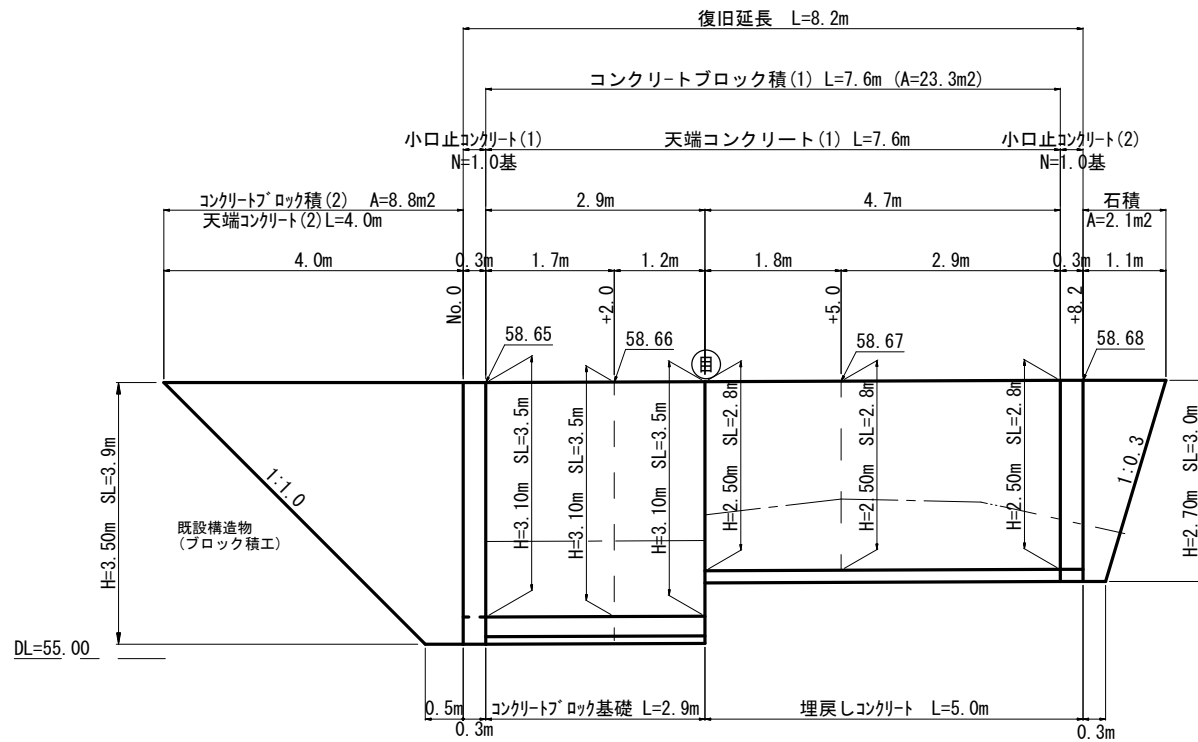 復旧延長 L=8.2m
コンクリートブロック積(1) L=7.6m (A=23.3m2)
小口止コンクリート(1)
N=1.0基
天端コンクリート(1) L=7.6m
小口止コンクリート(2)
N=1.0基
コンクリートブロック積(2) A=8.8m2
天端コンクリート(2)L=4.0m
2.9m
4.7m
石積
A=2.1m2
4.0m
0.3m
1.7m
1.2m
1.8m
2.9m
0.3m
1.1m
No.0
+2.0
+5.0
+8.2
58.65
58.66
目
58.67
58.68
H=3.50m SL=3.9m
1:1.0
既設構造物
(ブロック積工)
H=3.10m SL=3.5m
H=3.10m SL=3.5m
H=3.10m SL=3.5m
H=2.50m SL=2.8m
H=2.50m SL=2.8m
H=2.50m SL=2.8m
1:0.3
H=2.70m SL=3.0m
DL=55.00
0.5m
0.3m
コンクリートブロック基礎 L=2.9m
埋戻しコンクリート L=5.0m
0.3m